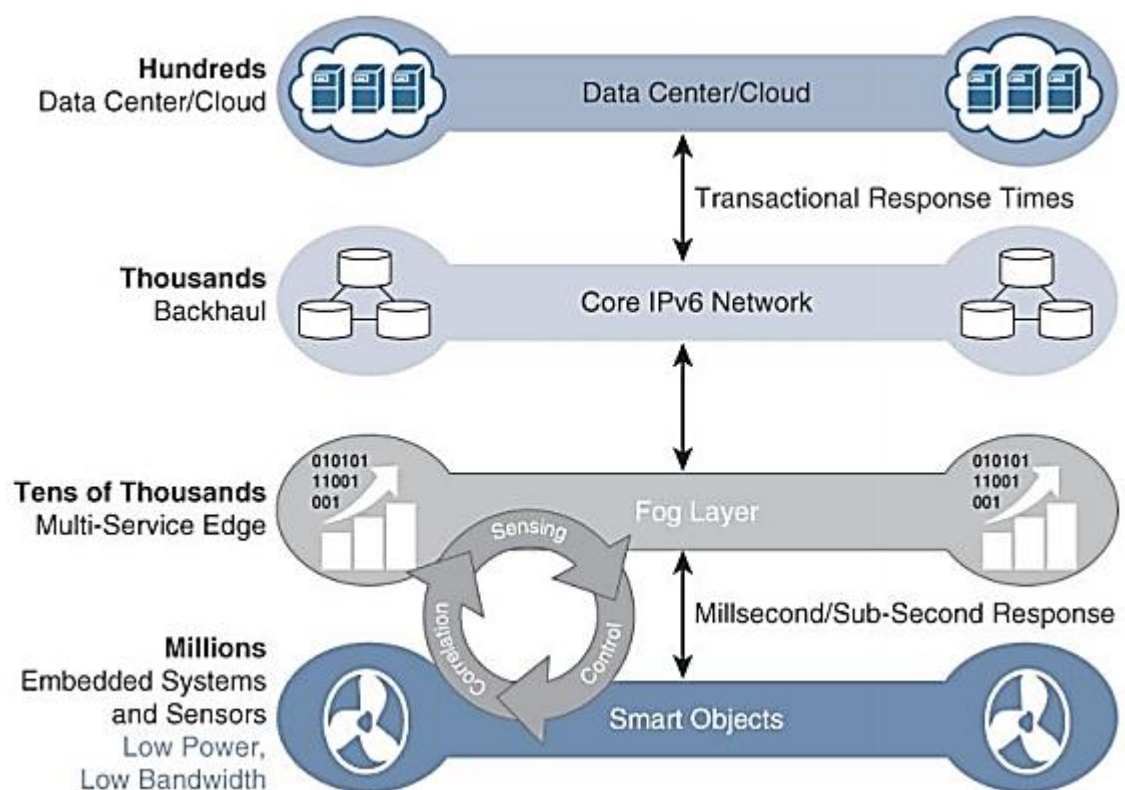 Hundreds
Data Center/Cloud
Data Center/Cloud
Transactional Response Times
Thousands
Backhaul
Core IPv6 Network
010101
11001
001
Tens of Thousands
Multi-Service Edge
Fog Layer
010101
11001
001
Sensing
Control
Correlation
Millsecond/Sub-Second Response
Millions
Embedded Systems
and Sensors
Low Power,
Low Bandwidth
Smart Objects